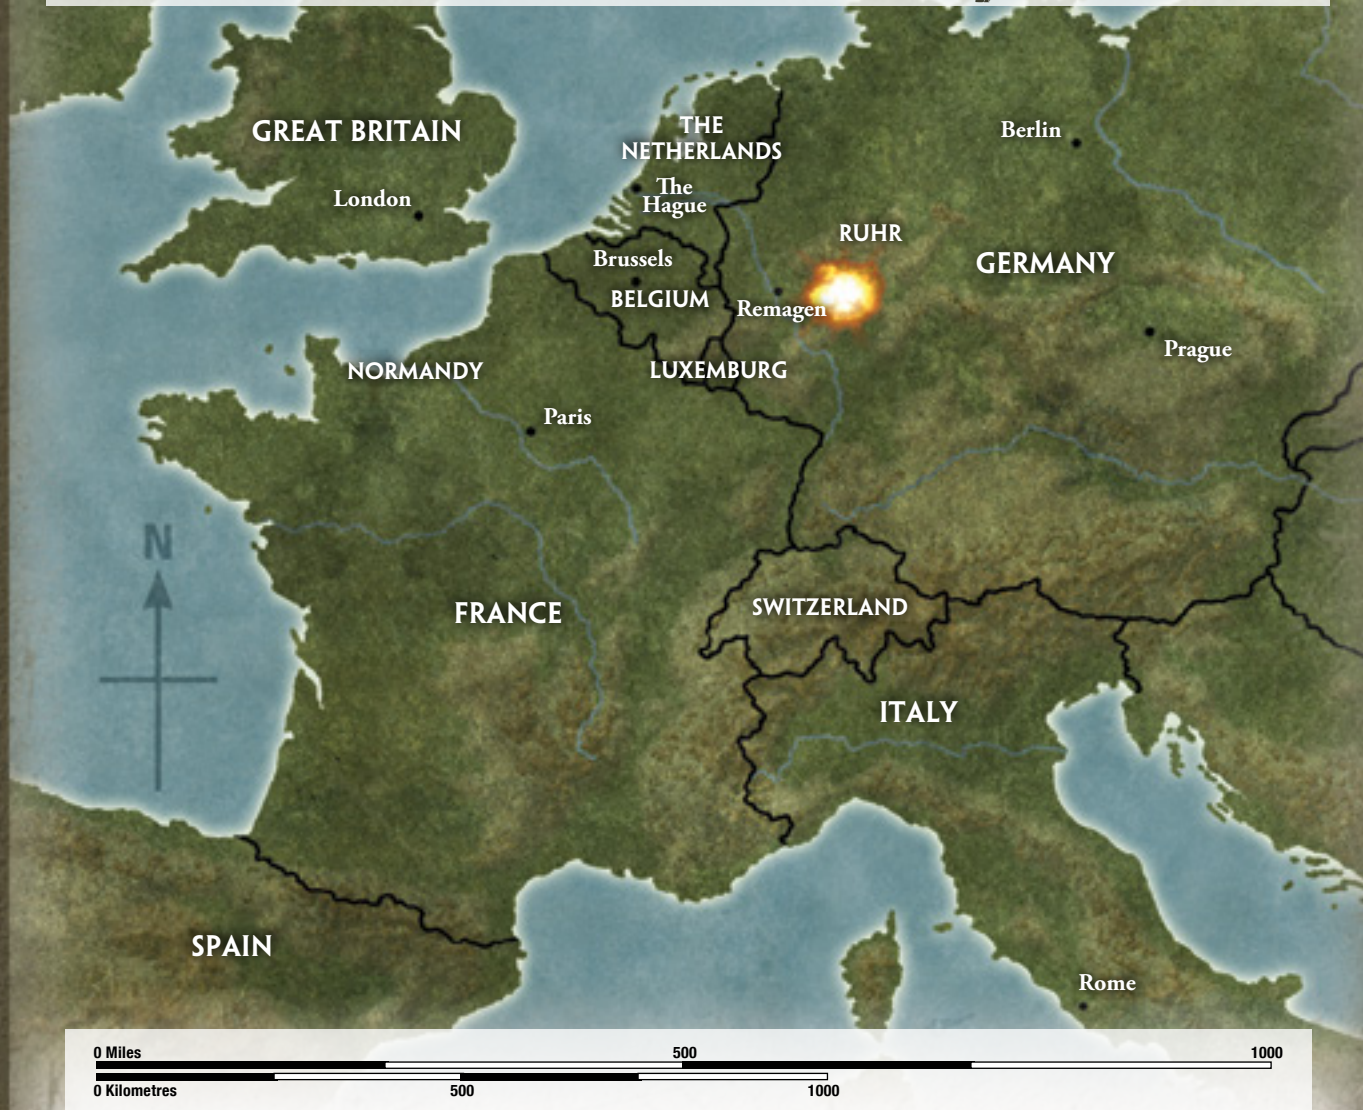 GREAT BRITAIN
London
THE
NETHERLANDS
The
Hague
Berlin
RUHR
GERMANY
Brussels
BELGIUM
Remagen
Prague
NORMANDY
LUXEMBURG
Paris
N
FRANCE
SWITZERLAND
ITALY
SPAIN
Rome
0 Miles
500
1000
0 Kilometres
500
1000